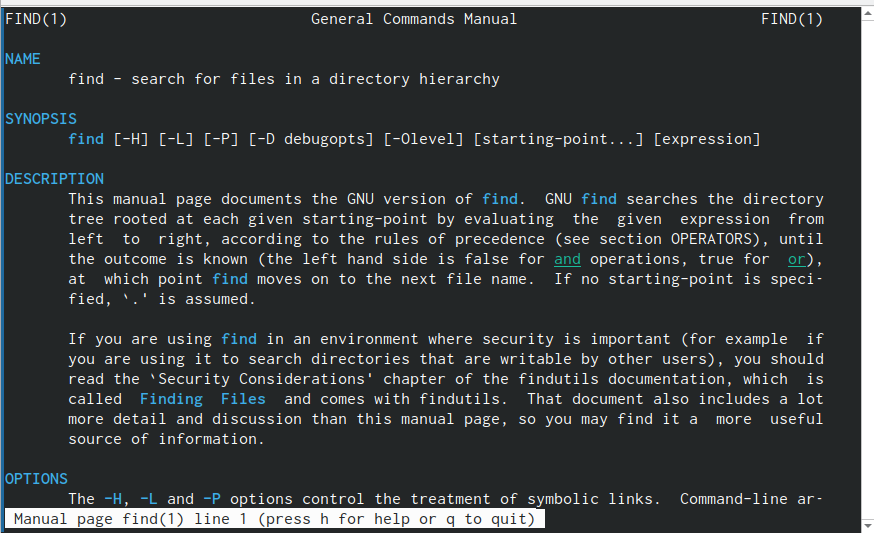 FIND(1) General Commands Manual FIND(1)
NAME
find - search for files in a directory hierarchy
SYNOPSIS
find [-H] [-L] [-P] [-D debugopts] [-Olevel] [starting-point...] [expression]
DESCRIPTION
This manual page documents the GNU version of find. GNU find searches the directory
tree rooted at each given starting-point by evaluating the given expression from
left to right, according to the rules of precedence (see section OPERATORS), until
the outcome is known (the left hand side is false for and operations, true for or),
at which point find moves on to the next file name. If no starting-point is speci-
fied, `.' is assumed.
If you are using find in an environment where security is important (for example if
you are using it to search directories that are writable by other users), you should
read the `Security Considerations' chapter of the findutils documentation, which is
called Finding Files and comes with findutils. That document also includes a lot
more detail and discussion than this manual page, so you may find it a more useful
source of information.
OPTIONS
The -H, -L and -P options control the treatment of symbolic links. Command-line ar-
Manual page find(1) line 1 (press h for help or q to quit)